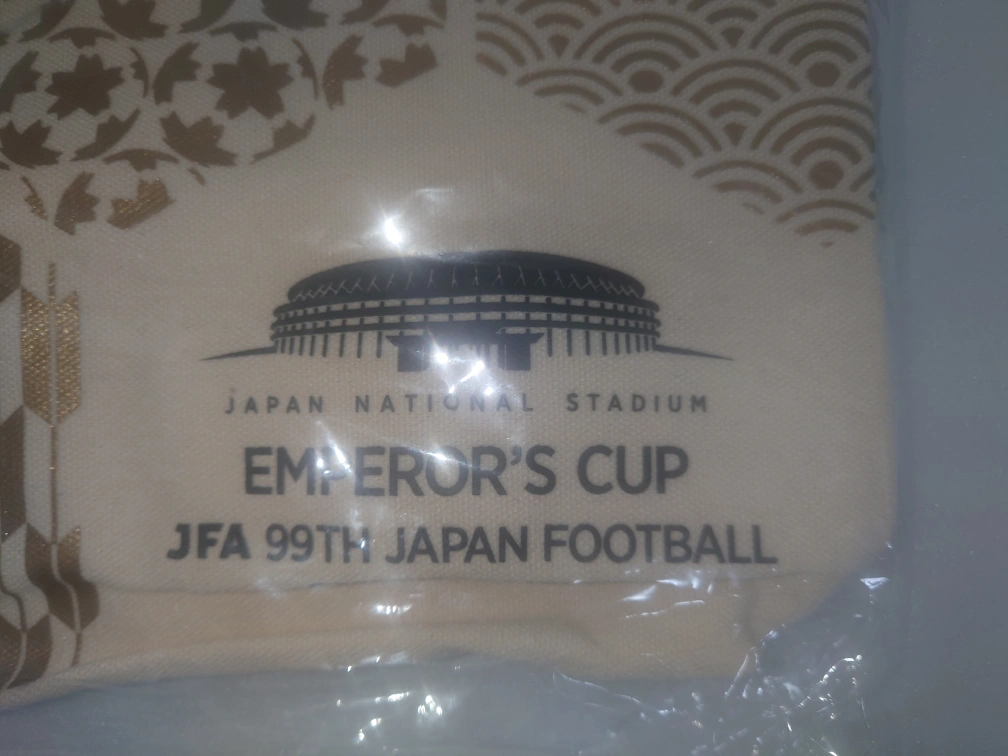 JAPAN NATIONAL STADIUM
EMPEROR'S CUP
JFA 99TH JAPAN FOOTBALL